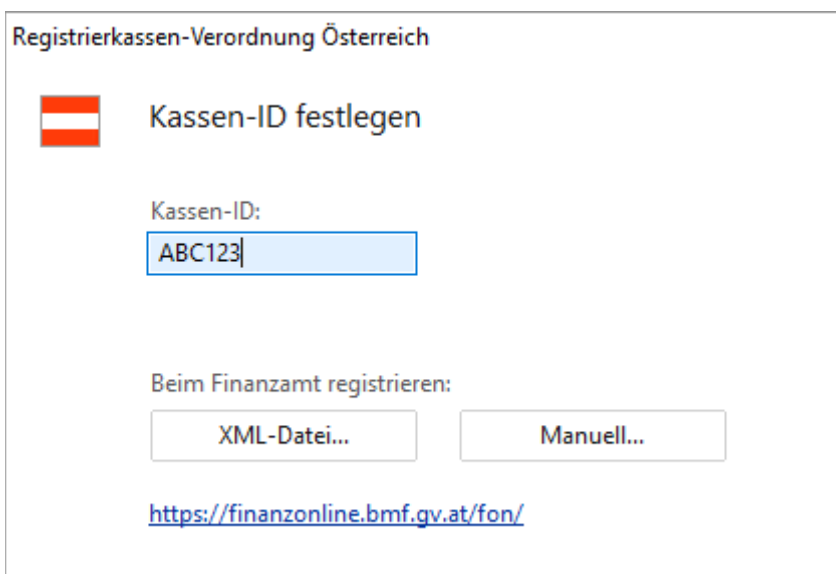 Registrierkassen-Verordnung Österreich
Kassen-ID festlegen
Kassen-ID:
ABC123
Beim Finanzamt registrieren:
XML-Datei... Manuell...
https://finanzonline.bmf.gv.at/fon/